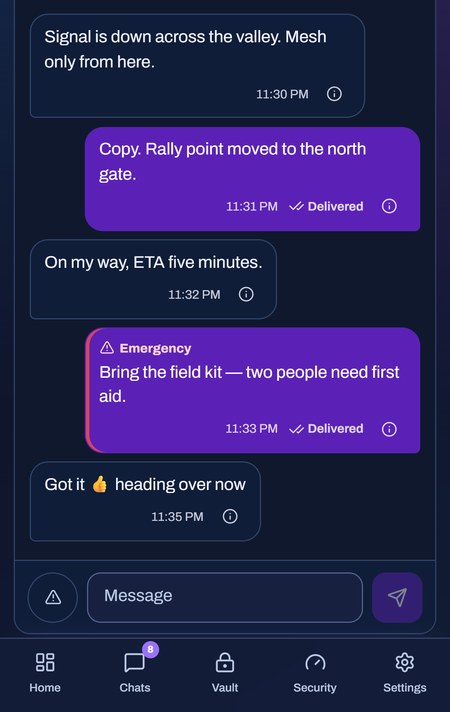 Signal is down across the valley. Mesh
only from here.
11:30 PM
Copy. Rally point moved to the north
gate.
11:31 PM Delivered
On my way, ETA five minutes.
11:32 PM
Emergency
Bring the field kit — two people need first
aid.
11:33 PM Delivered
Got it 👍 heading over now
11:35 PM
Message
8
Home Chats Vault Security Settings